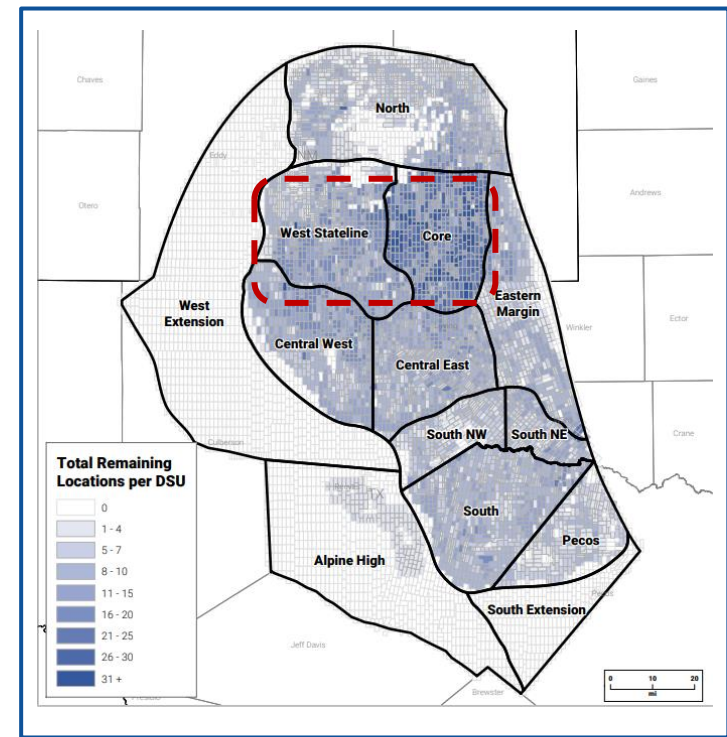 Chaves
Gaines
North
Eddy
NM
Otero
Andrews
West Stateline
Core
West
Extension
Eastern
Margin
Winkler
Ector
Central West
Central East
Crane
Culberson
South NW
South NE
Total Remaining
Locations per DSU
0
1 - 4
5 - 7
8 - 10
11 - 15
16 - 20
21 - 25
26 - 30
31 +
TX
South
Pecos
Alpine High
Pecos
South Extension
Jeff Davis
Brewster
0 10 20
mi